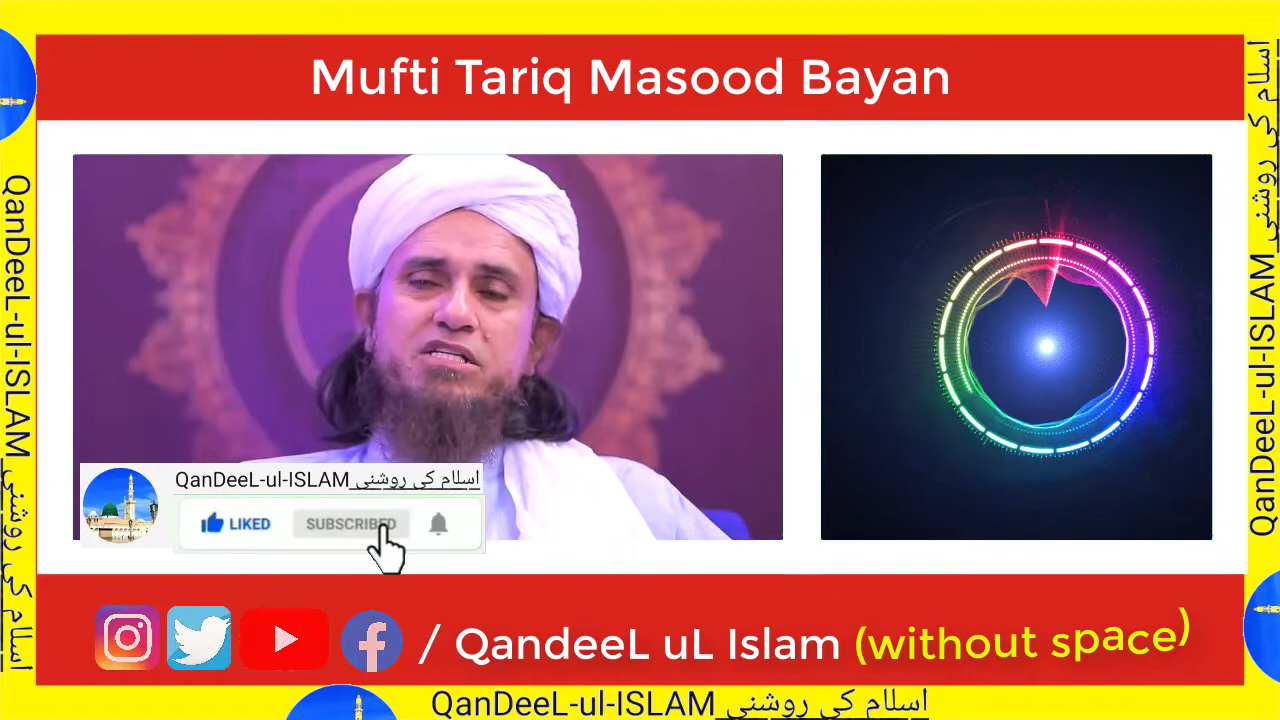 Mufti Tariq Masood Bayan
QanDeeL-ul-ISLAM اسلام کی روشنی
QanDeeL-ul-ISLAM اسلام کی روشنی
LIKED SUBSCRIBED
QanDeeL-ul-ISLAM اسلام کی روشنی
/ QandeeL uL Islam (without space)
QanDeeL-ul-ISLAM اسلام کی روشنی